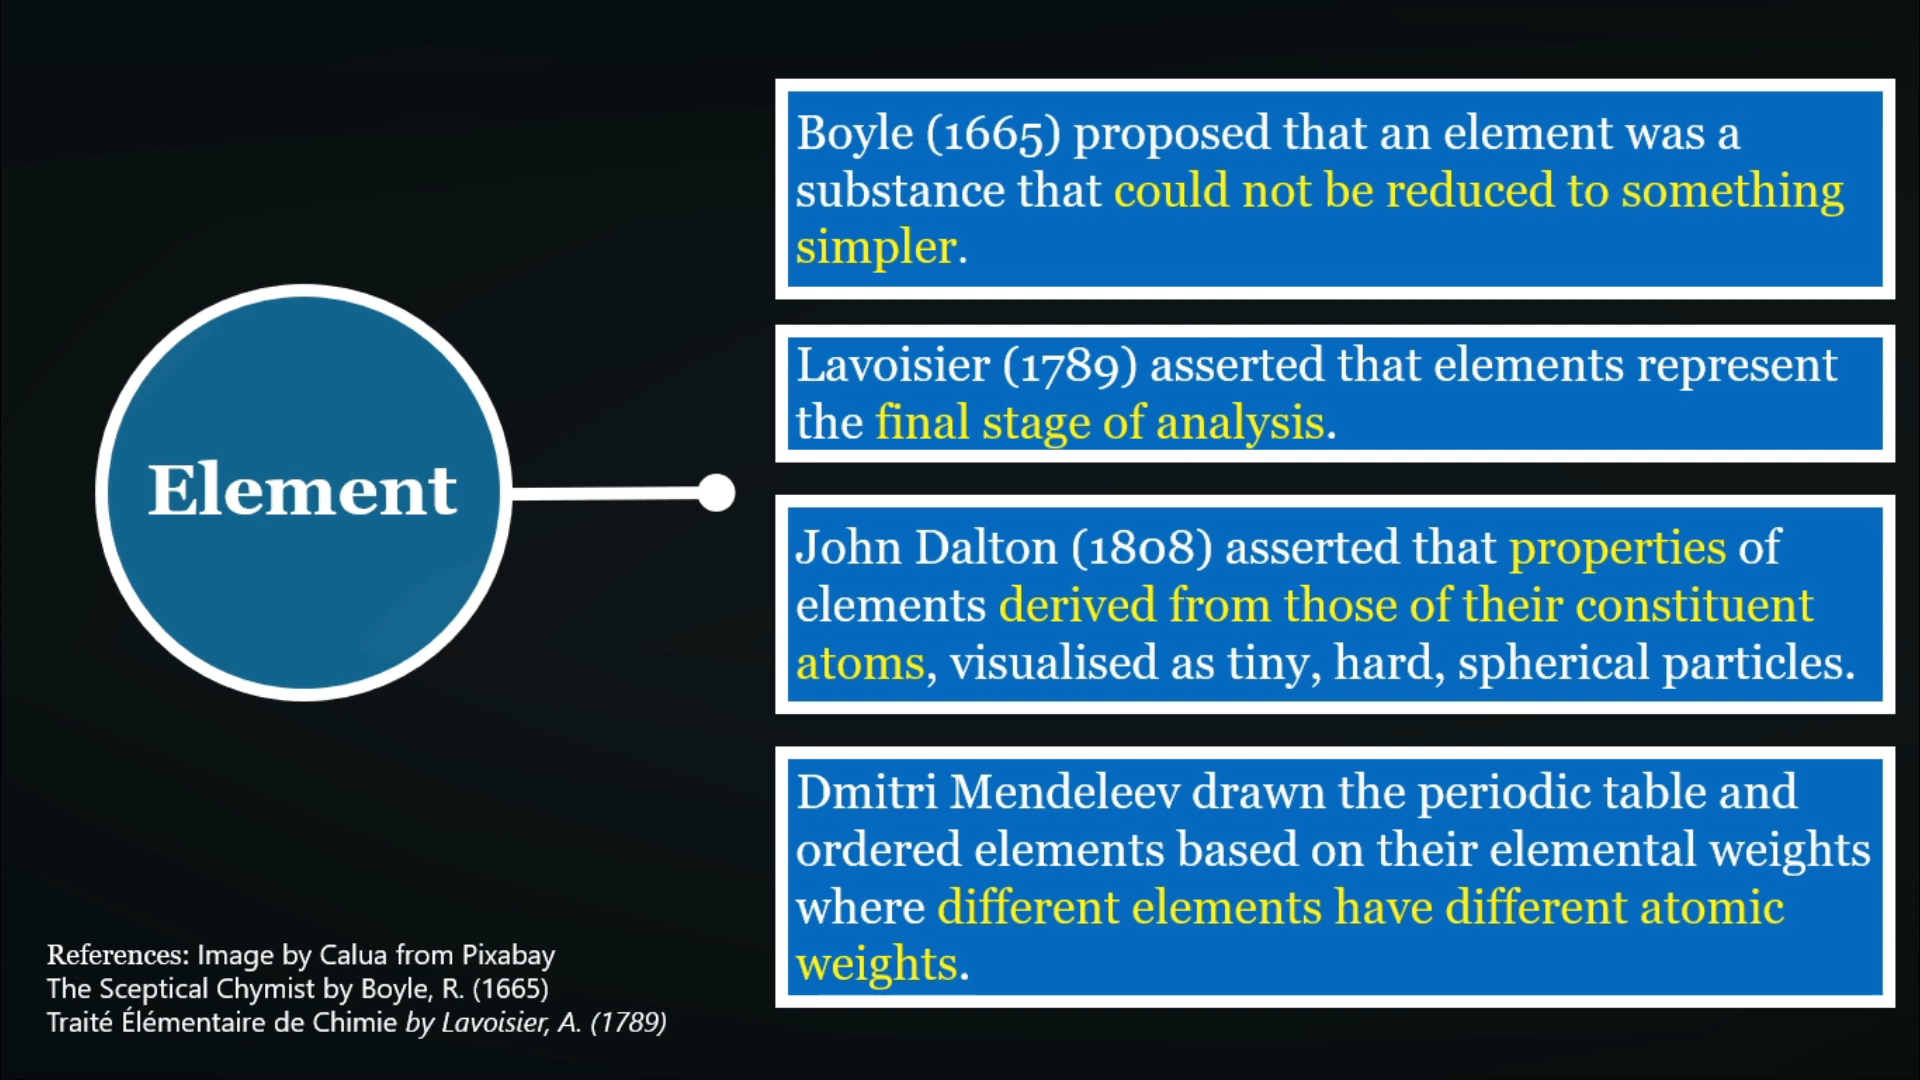 Element
Boyle (1665) proposed that an element was a
substance that could not be reduced to something
simpler.
Lavoisier (1789) asserted that elements represent
the final stage of analysis.
John Dalton (1808) asserted that properties of
elements derived from those of their constituent
atoms, visualised as tiny, hard, spherical particles.
Dmitri Mendeleev drawn the periodic table and
ordered elements based on their elemental weights
where different elements have different atomic
weights.
References: Image by Calua from Pixabay
The Sceptical Chymist by Boyle, R. (1665)
Traité Élémentaire de Chimie by Lavoisier, A. (1789)